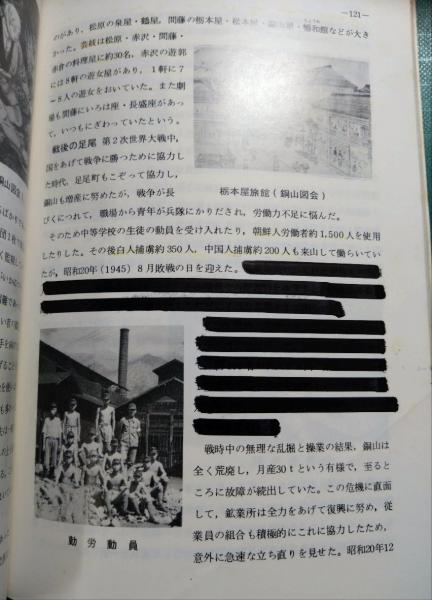 ―121―
のがあり、松原の泉屋・鶴屋、間藤の栃本屋・松本屋・
などが大き
かった。芸妓は松原・赤沢・間藤・
赤倉の料理屋に約30名、赤沢の遊郭
には8軒の遊女屋があり、1軒に7
～8人の遊女をおいていた。また劇
場も間藤にいろは座・長盛座があっ
て、いつもにぎわっていたという。
戦後の足尾 第2次世界大戦中、
国をあげて戦争に勝つために協力し
た時代、足尾町もこぞって協力し、
銅山も増産に努めたが、戦争が長
びくにつれて、職場から青年が兵隊にかりだされ、労働力不足に悩んだ。
栃本屋旅館(銅山図会)
そのため中等学校の生徒の動員を受け入れたり、朝鮮人労働者約1,500人を使用
したりした。その後白人捕虜約350人、中国人捕虜約200人も来山して働らいてい
たが、昭和20年(1945)8月敗戦の日を迎えた。
勤労動員
戦時中の無理な乱掘と操業の結果、銅山は
全く荒廃し、月産30tという有様で、至ると
ころに故障が続出していた。この危機に直面
して、鉱業所は全力をあげて復興に努め、従
業員の組合も積極的にこれに協力したため、
意外に急速な立ち直りを見せた。昭和20年12